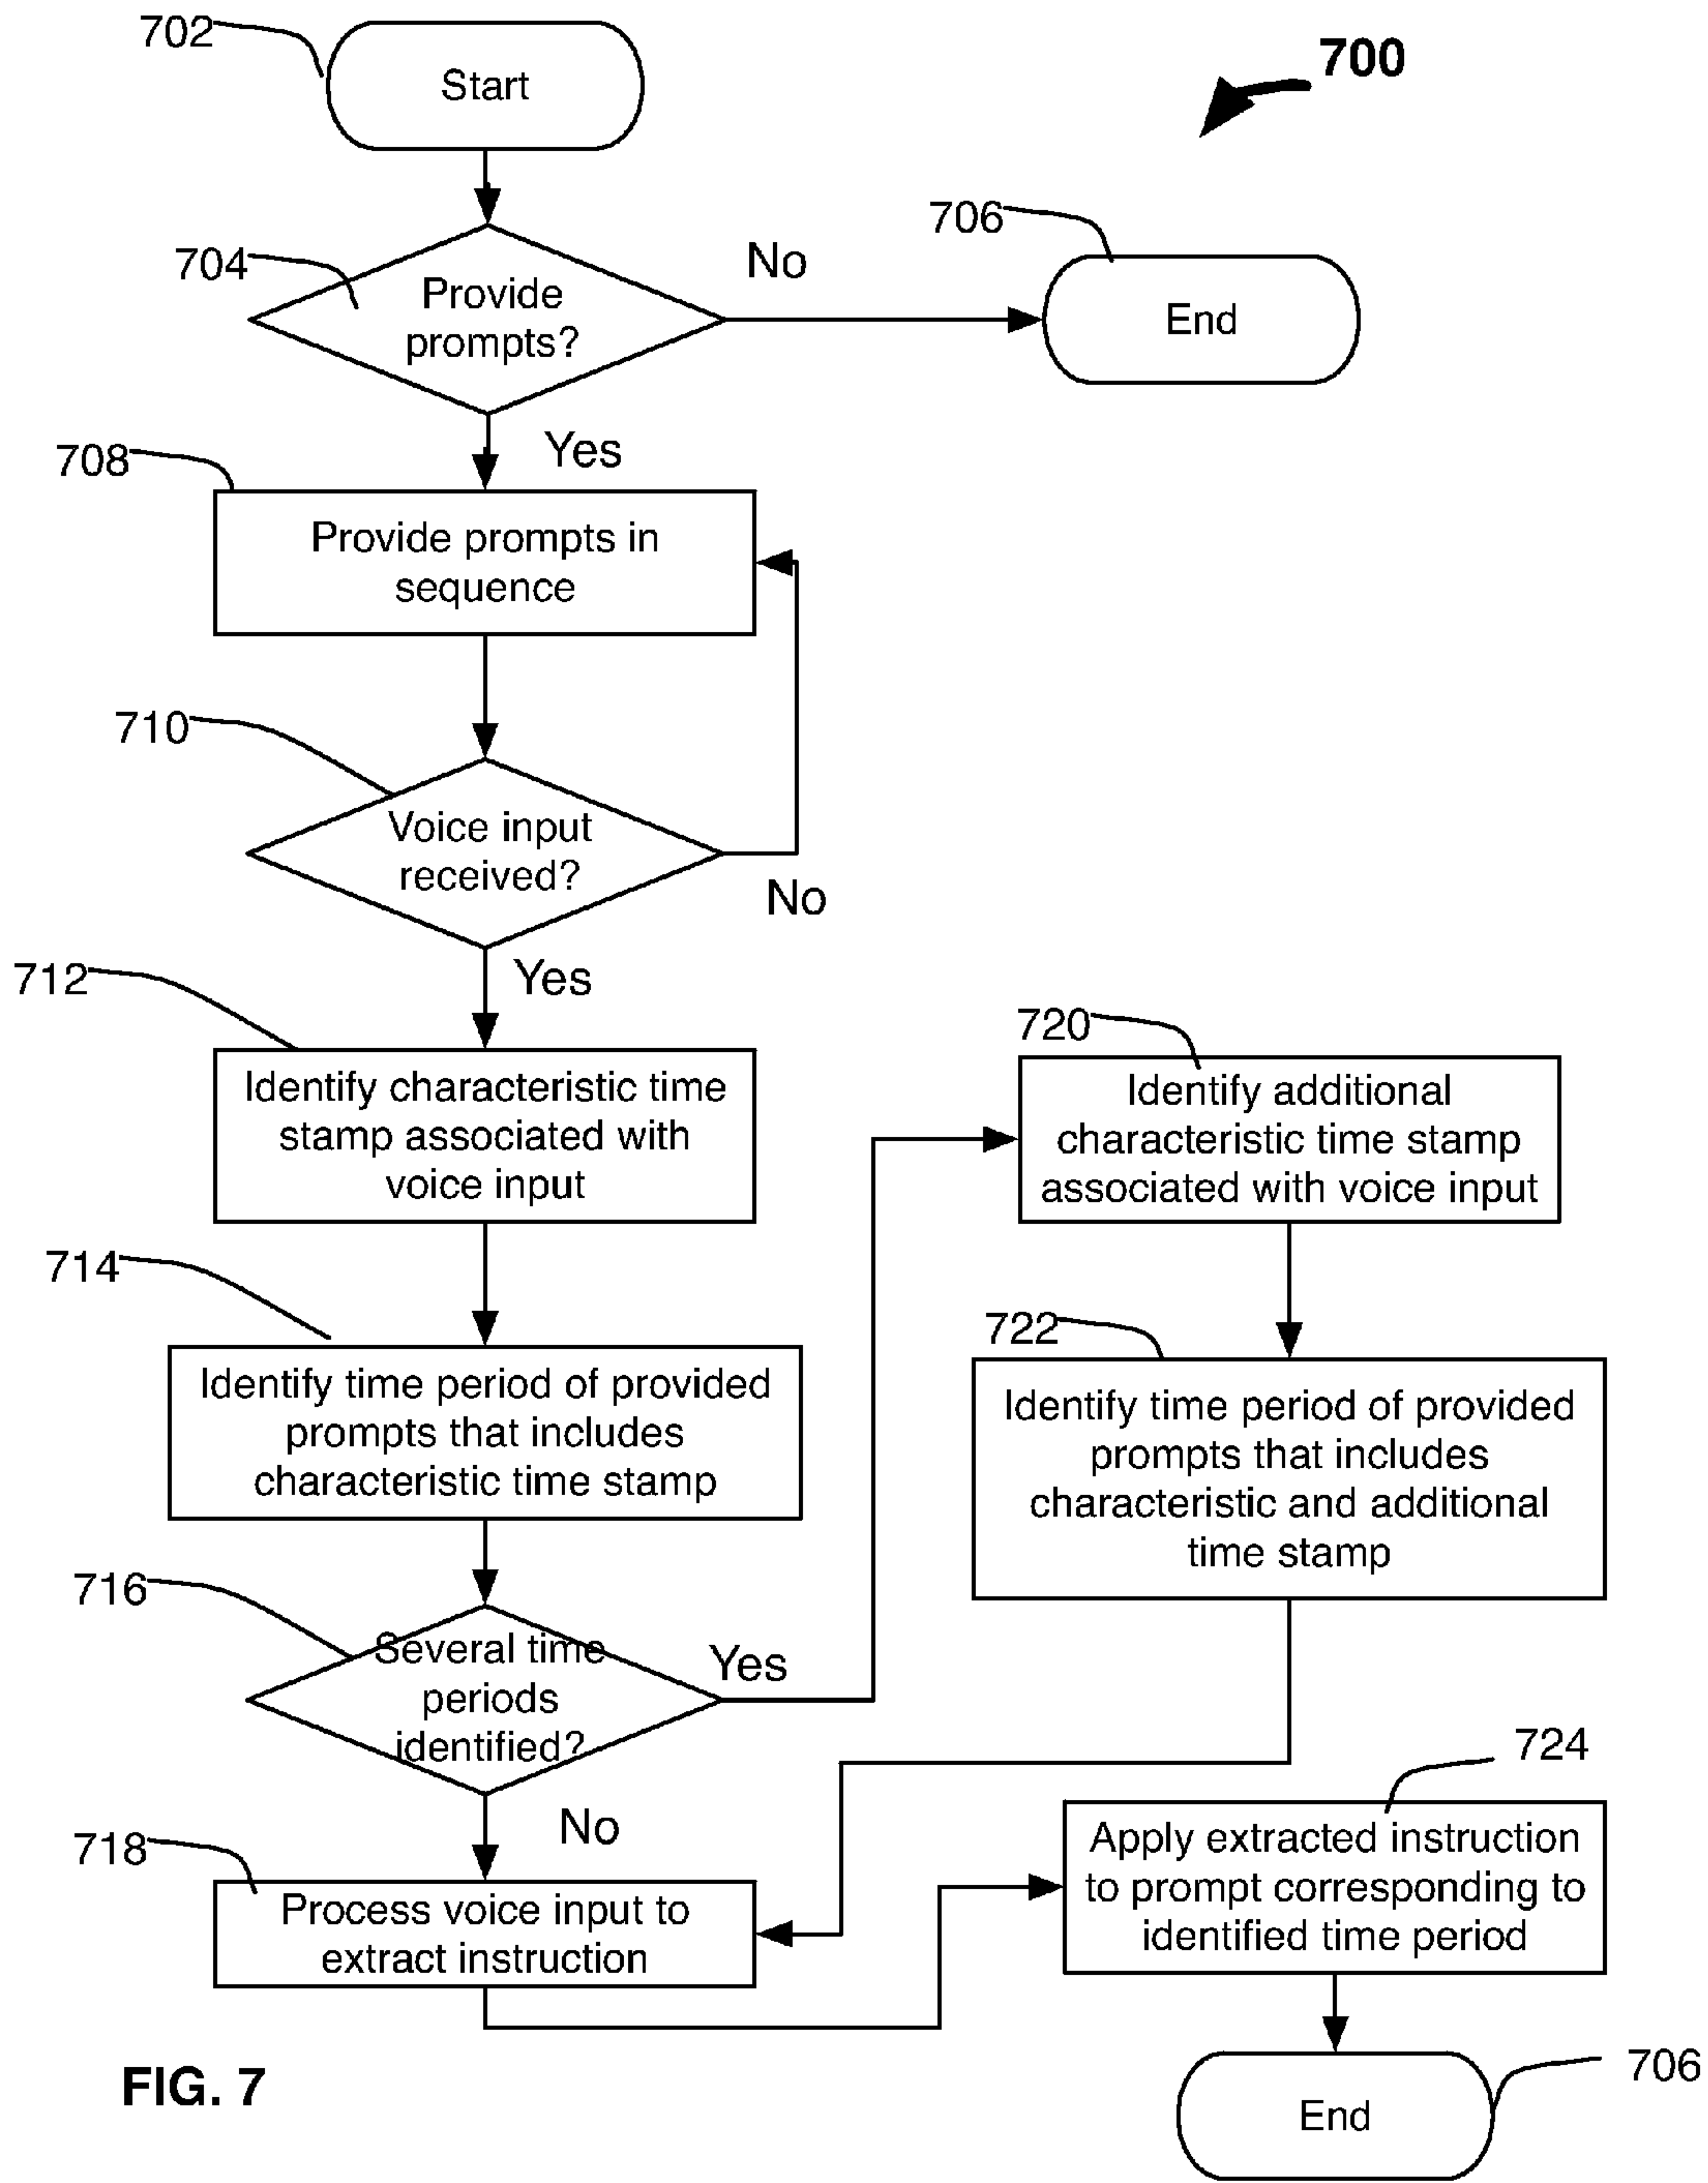 702
Start
700
704
Provide
prompts?
No
706
End
Yes
708
Provide prompts in
sequence
710
Voice input
received?
No
Yes
712
Identify characteristic time
stamp associated with
voice input
720
Identify additional
characteristic time stamp
associated with voice input
714
Identify time period of provided
prompts that includes
characteristic time stamp
722
Identify time period of provided
prompts that includes
characteristic and additional
time stamp
716
Several time
periods
identified?
Yes
No
718
Process voice input to
extract instruction
724
Apply extracted instruction
to prompt corresponding to
identified time period
706
End
FIG. 7